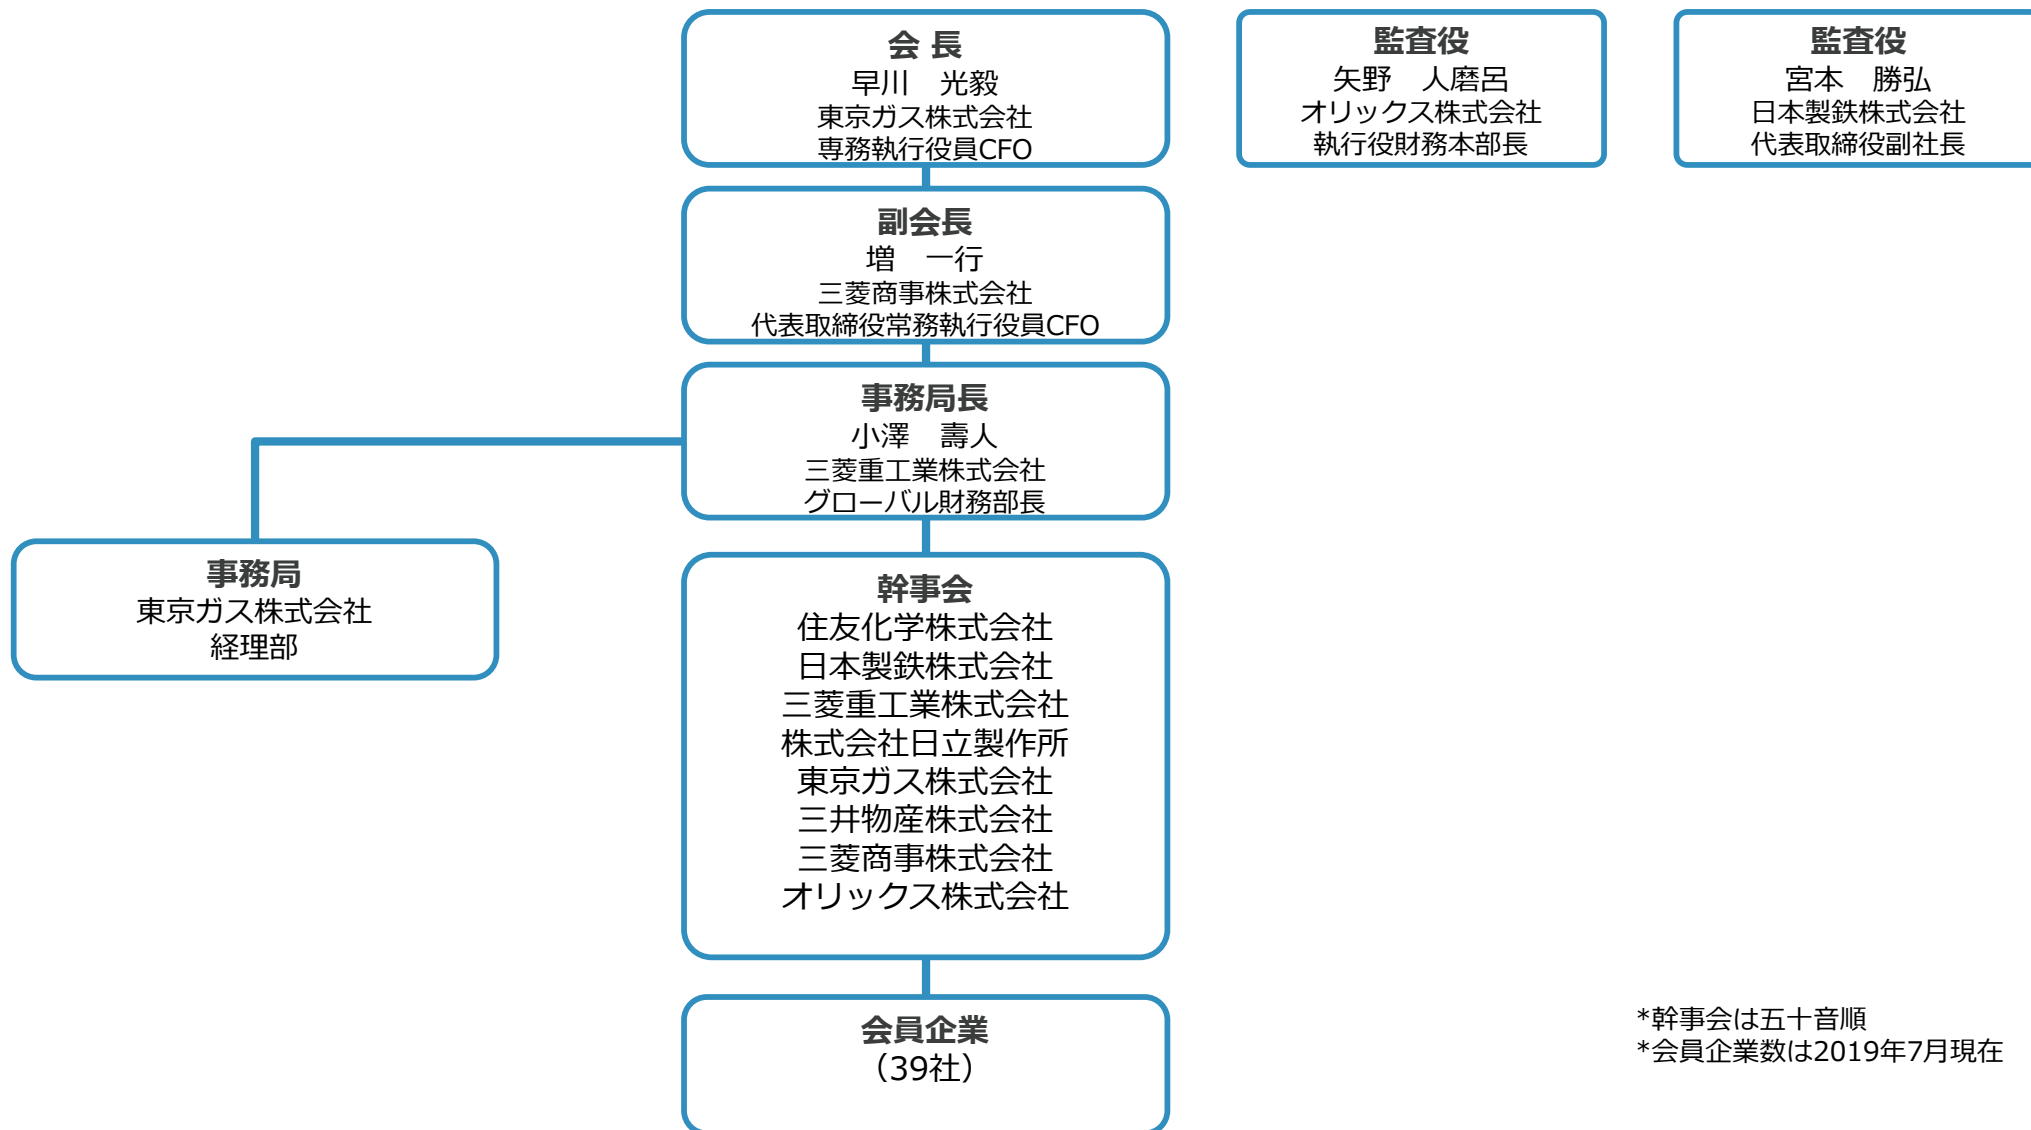 会 長
早川　光毅
東京ガス株式会社
専務執行役員CFO
監査役
矢野　人磨呂
オリックス株式会社
執行役財務本部長
監査役
宮本　勝弘
日本製鉄株式会社
代表取締役副社長
副会長
増　一行
三菱商事株式会社
代表取締役常務執行役員CFO
事務局長
小澤　壽人
三菱重工業株式会社
グローバル財務部長
事務局
東京ガス株式会社
経理部
幹事会
住友化学株式会社
日本製鉄株式会社
三菱重工業株式会社
株式会社日立製作所
東京ガス株式会社
三井物産株式会社
三菱商事株式会社
オリックス株式会社
会員企業
（39社）
*幹事会は五十音順
*会員企業数は2019年7月現在